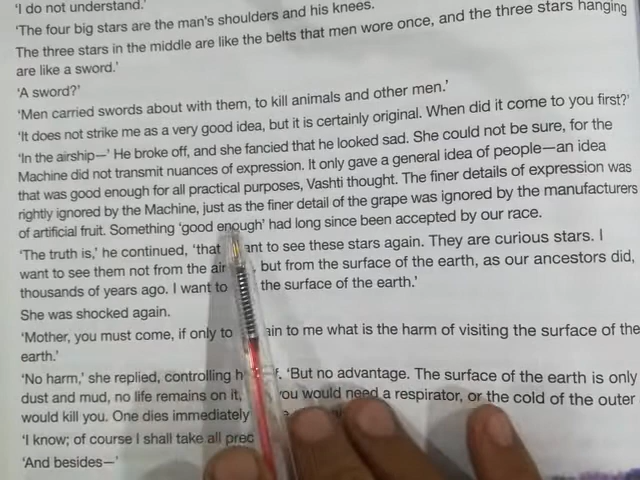 'I do not understand.'
'The four big stars are the man's shoulders and his knees.
The three stars in the middle are like the belts that men wore once, and the three stars hanging
are like a sword.'
'A sword?'
'Men carried swords about with them, to kill animals and other men.'
'It does not strike me as a very good idea, but it is certainly original. When did it come to you first?'
'In the airship—' He broke off, and she fancied that he looked sad. She could not be sure, for the
Machine did not transmit nuances of expression. It only gave a general idea of people—an idea
that was good enough for all practical purposes, Vashti thought. The finer details of expression was
rightly ignored by the Machine, just as the finer detail of the grape was ignored by the manufacturers
of artificial fruit. Something 'good enough' had long since been accepted by our race.
'The truth is,' he continued, 'that ant to see these stars again. They are curious stars. I
want to see them not from the air , but from the surface of the earth, as our ancestors did,
thousands of years ago. I want to the surface of the earth.'
She was shocked again.
'Mother, you must come, if only to ain to me what is the harm of visiting the surface of the
earth.'
'No harm,' she replied, controlling h f. 'But no advantage. The surface of the earth is only
dust and mud, no life remains on it, you would need a respirator, or the cold of the outer
would kill you. One dies immediately
'I know; of course I shall take all prec
'And besides—'